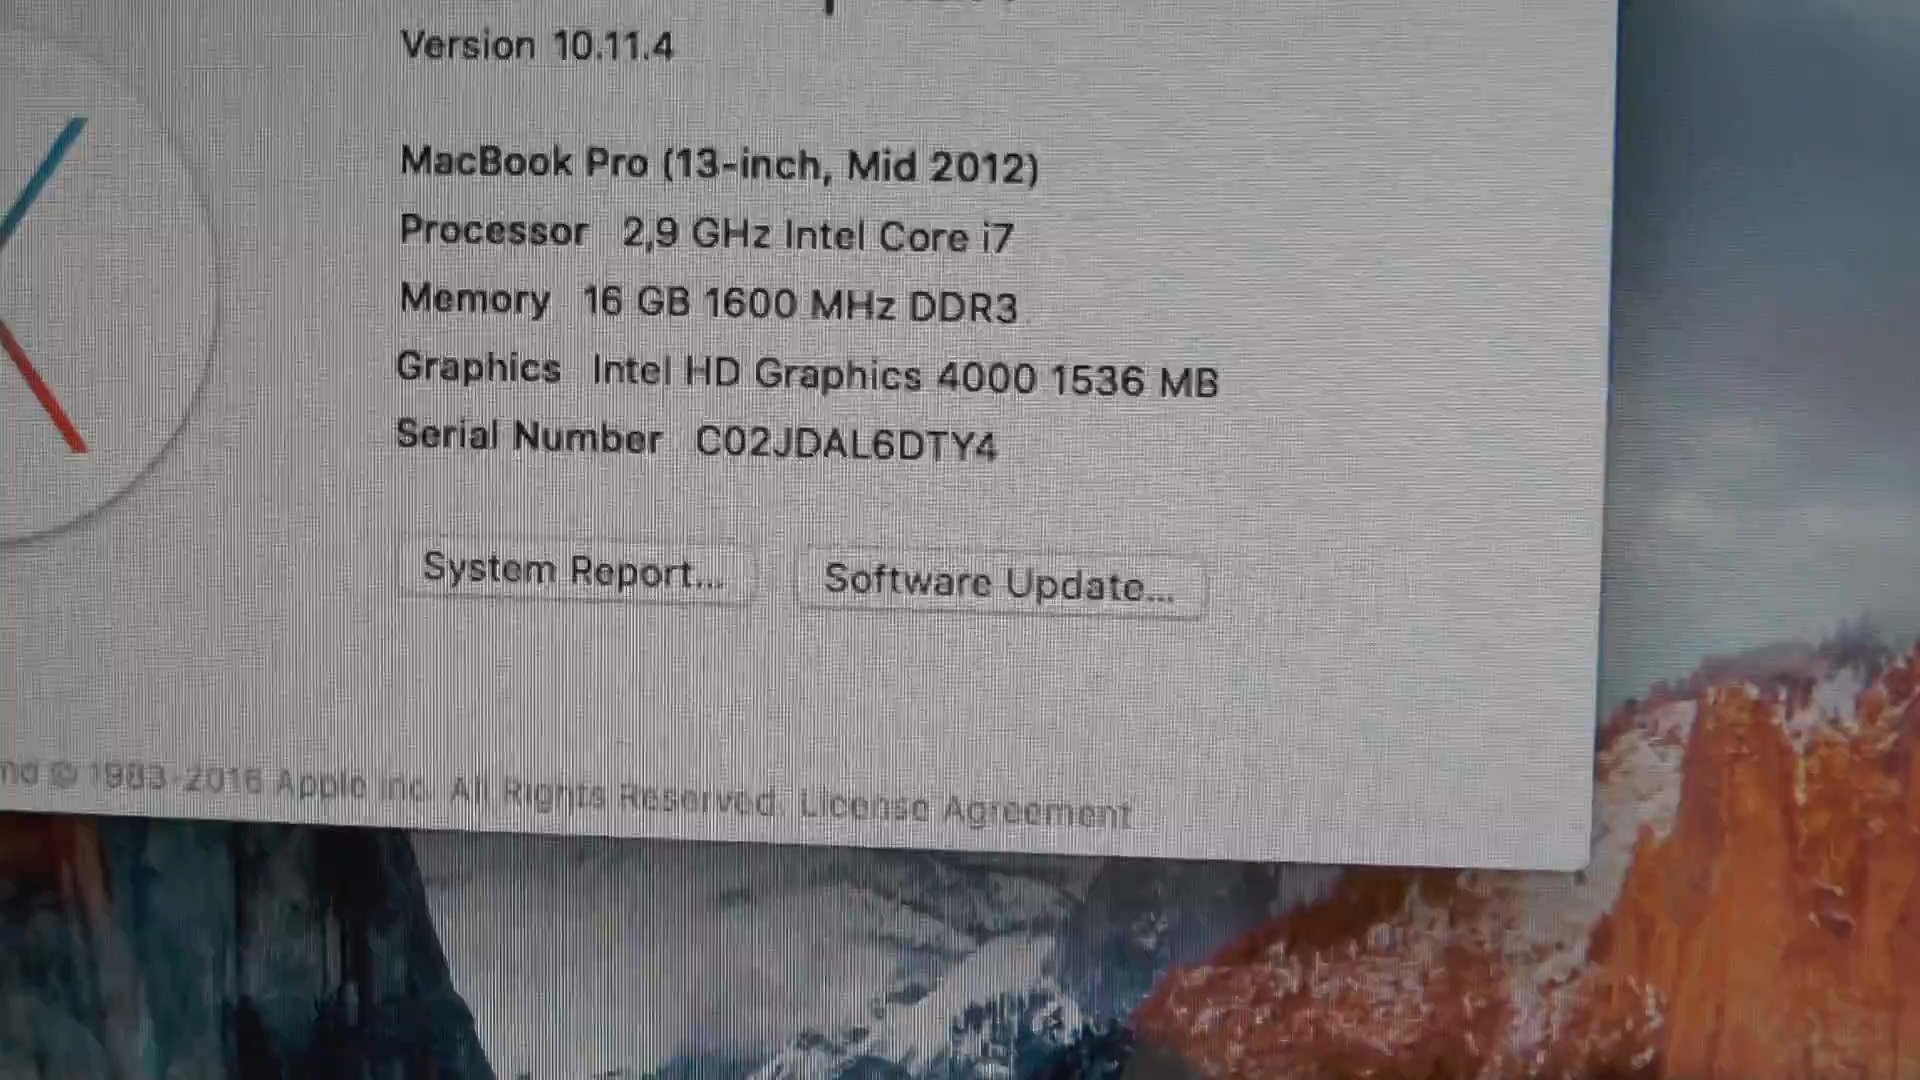 Version 10.11.4
MacBook Pro (13-inch, Mid 2012)
Processor 2,9 GHz Intel Core i7
Memory 16 GB 1600 MHz DDR3
Graphics Intel HD Graphics 4000 1536 MB
Serial Number C02JDAL6DTY4
System Report... Software Update...
© 1983-2016 Apple Inc. All Rights Reserved. License Agreement